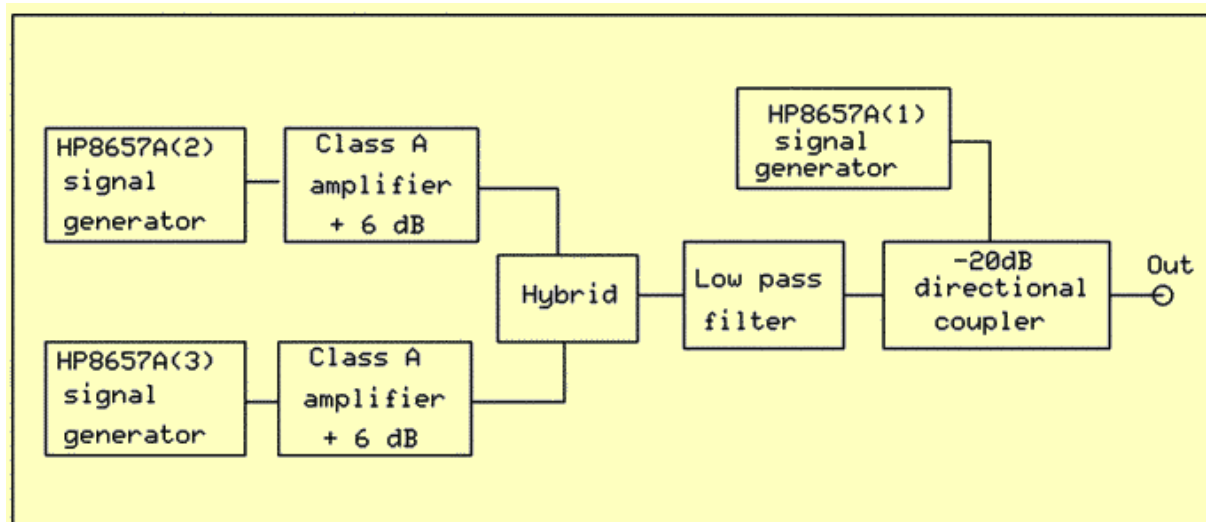 HP8657A(2)
signal
generator
Class A
amplifier
+ 6 dB
HP8657A(1)
signal
generator
Hybrid
Low pass
filter
-20dB
directional
coupler
Out
HP8657A(3)
signal
generator
Class A
amplifier
+ 6 dB